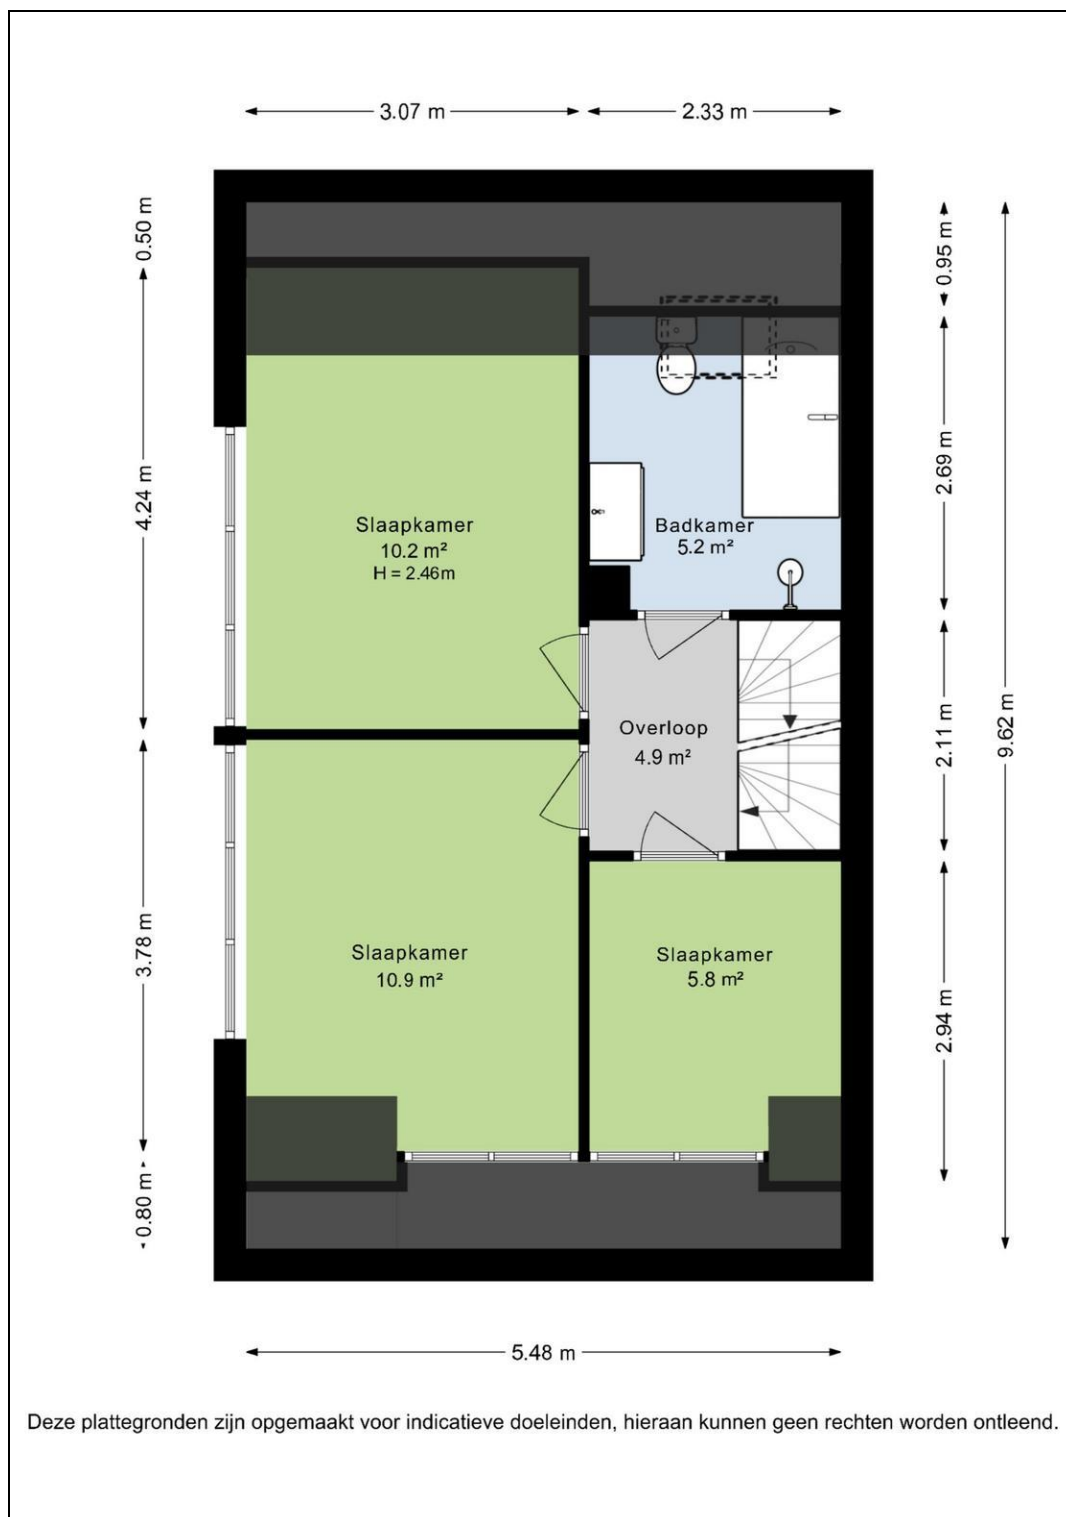 3.07 m
2.33 m
0.50 m
0.95 m
4.24 m
2.69 m
Slaapkamer
10.2 m²
H = 2.46m
Badkamer
5.2 m²
Overloop
4.9 m²
2.11 m
9.62 m
3.78 m
Slaapkamer
10.9 m²
Slaapkamer
5.8 m²
2.94 m
0.80 m
5.48 m
Deze plattegronden zijn opgemaakt voor indicatieve doeleinden, hieraan kunnen geen rechten worden ontleend.